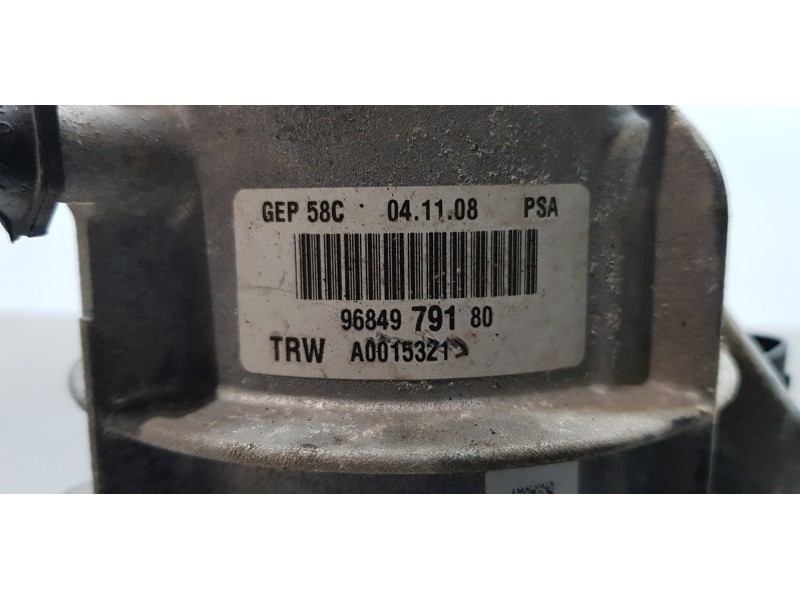 GEP 58C 04.11.08 PSA
96849 791 80
TRW A0015321